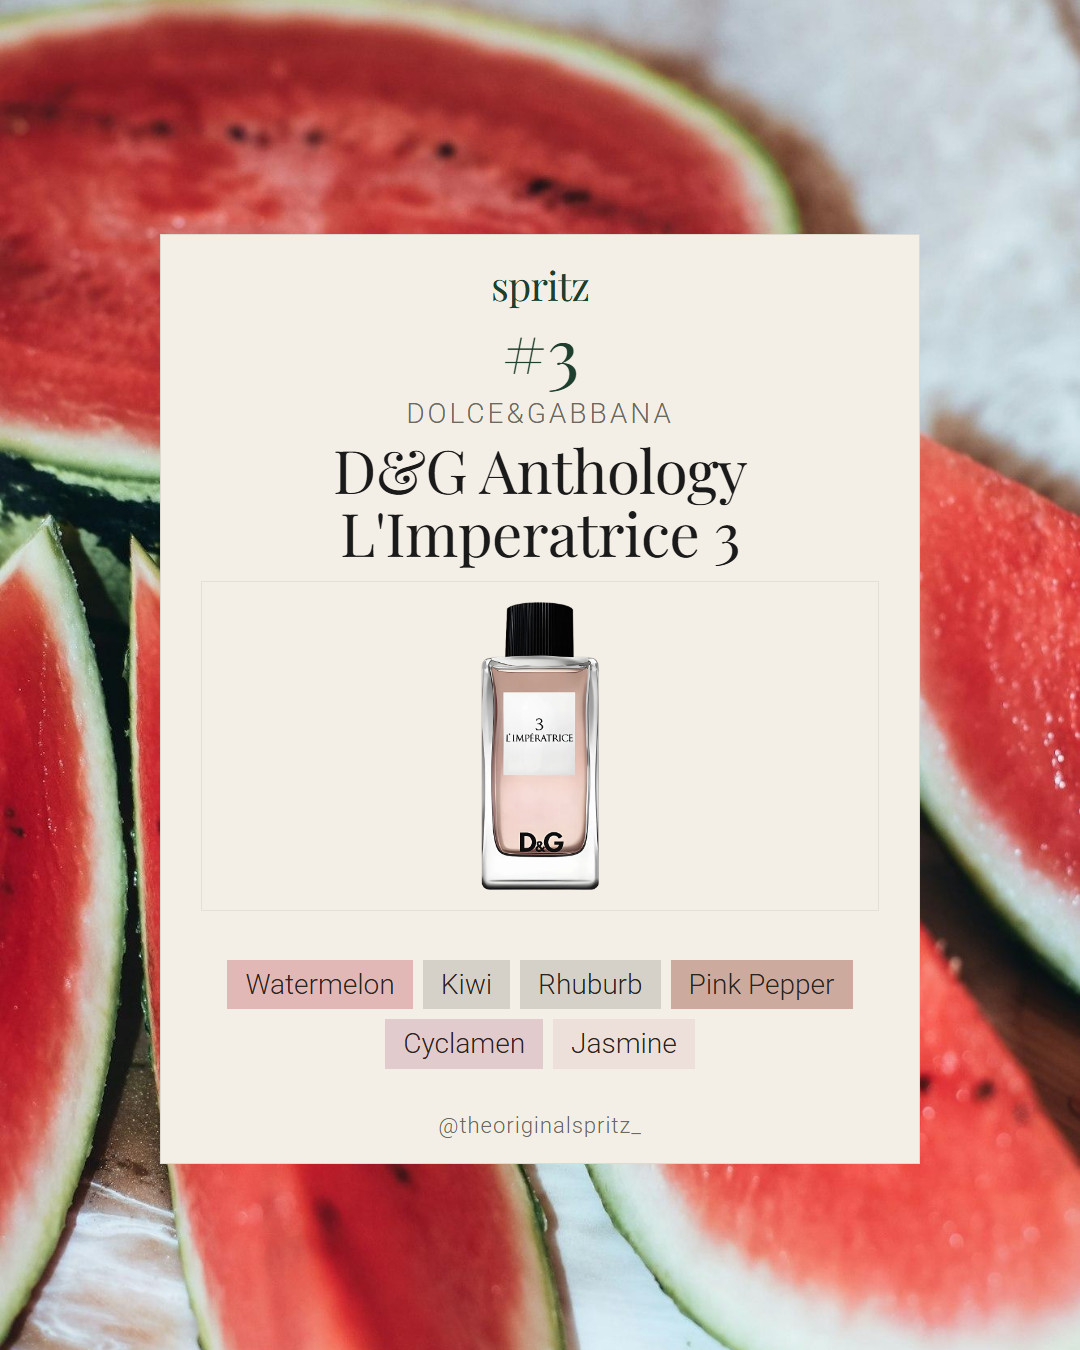 spritz
#3
DOLCE&GABBANA
D&G Anthology
L'Imperatrice 3
3
L'IMPÉRATRICE
D&G
Watermelon Kiwi Rhuburb Pink Pepper
Cyclamen Jasmine
@theoriginalspritz_